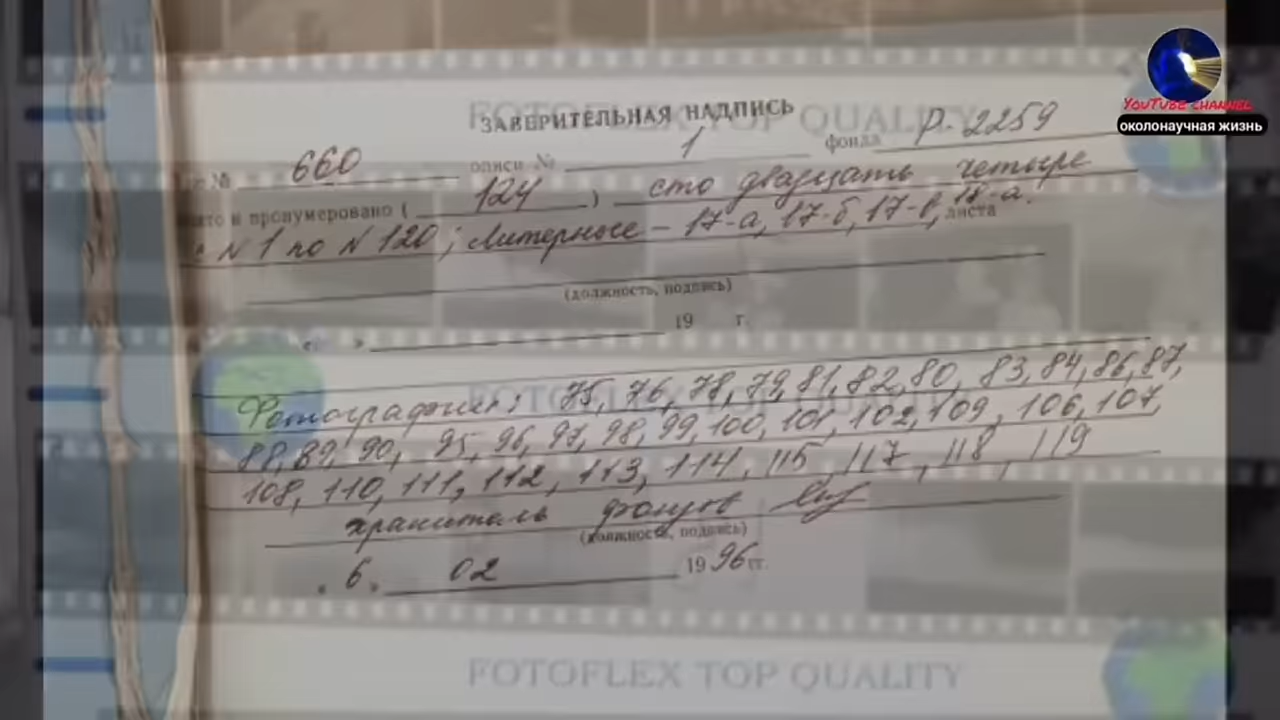 YouTube channel
околонаучная жизнь
FOTOFLEX TOP QUALITY
ЗАВЕРИТЕЛЬНАЯ НАДПИСЬ
№ 660 описи № 1 фонда Р-2259
и пронумеровано ( 124 ) сто двадцать четыре
N 1 по N 120; Литерные – 17-а, 17-б, 17-в, 18-а. листа
(должность, подпись)
« » 19 г.
FOTOFLEX TOP QUALITY
Фотографии: 75, 76, 78, 79, 81, 82, 80, 83, 84, 86, 87,
88, 89, 90, 95, 96, 97, 98, 99, 100, 101, 102, 109, 106, 107,
108, 110, 111, 112, 113, 114, 115, 117, 118, 119
хранитель фондов
(должность, подпись)
« 6 » 02 1996 г.
FOTOFLEX TOP QUALITY